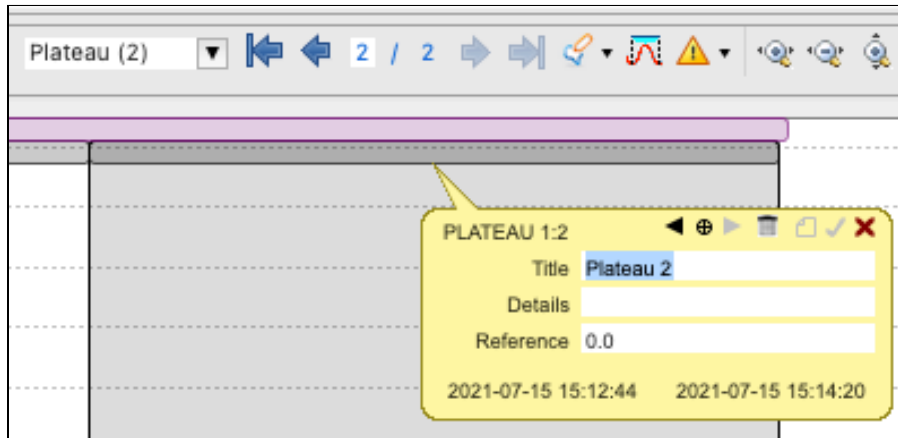 Plateau (2) 2 / 2
PLATEAU 1:2
Title Plateau 2
Details
Reference 0.0
2021-07-15 15:12:44 2021-07-15 15:14:20